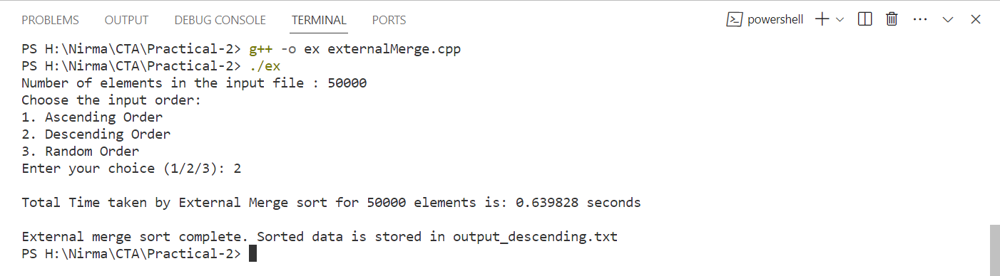 PROBLEMS OUTPUT DEBUG CONSOLE TERMINAL PORTS powershell
PS H:\Nirma\CTA\Practical-2> g++ -o ex externalMerge.cpp
PS H:\Nirma\CTA\Practical-2> ./ex
Number of elements in the input file : 50000
Choose the input order:
1. Ascending Order
2. Descending Order
3. Random Order
Enter your choice (1/2/3): 2
Total Time taken by External Merge sort for 50000 elements is: 0.639828 seconds
External merge sort complete. Sorted data is stored in output_descending.txt
PS H:\Nirma\CTA\Practical-2>